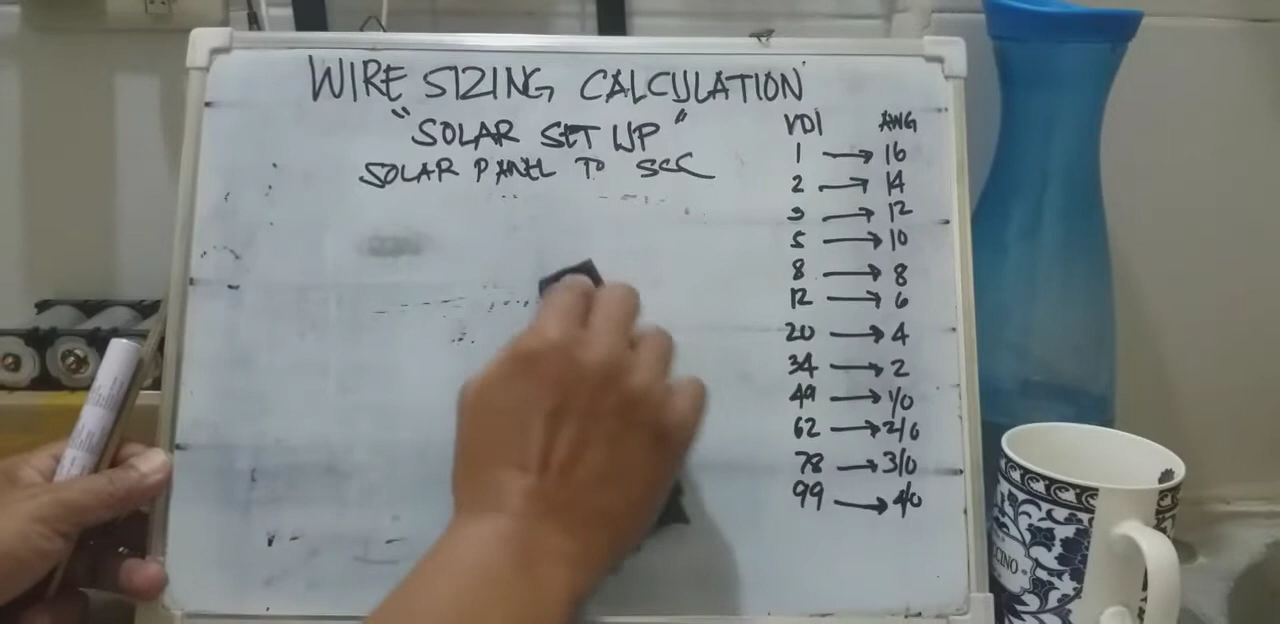 WIRE SIZING CALCULATION
"SOLAR SET UP"
SOLAR PANEL TO SCC
VDI AWG
1 → 16
2 → 14
3 → 12
5 → 10
8 → 8
12 → 6
20 → 4
34 → 2
49 → 1/0
62 → 2/0
78 → 3/0
99 → 4/0
CINO